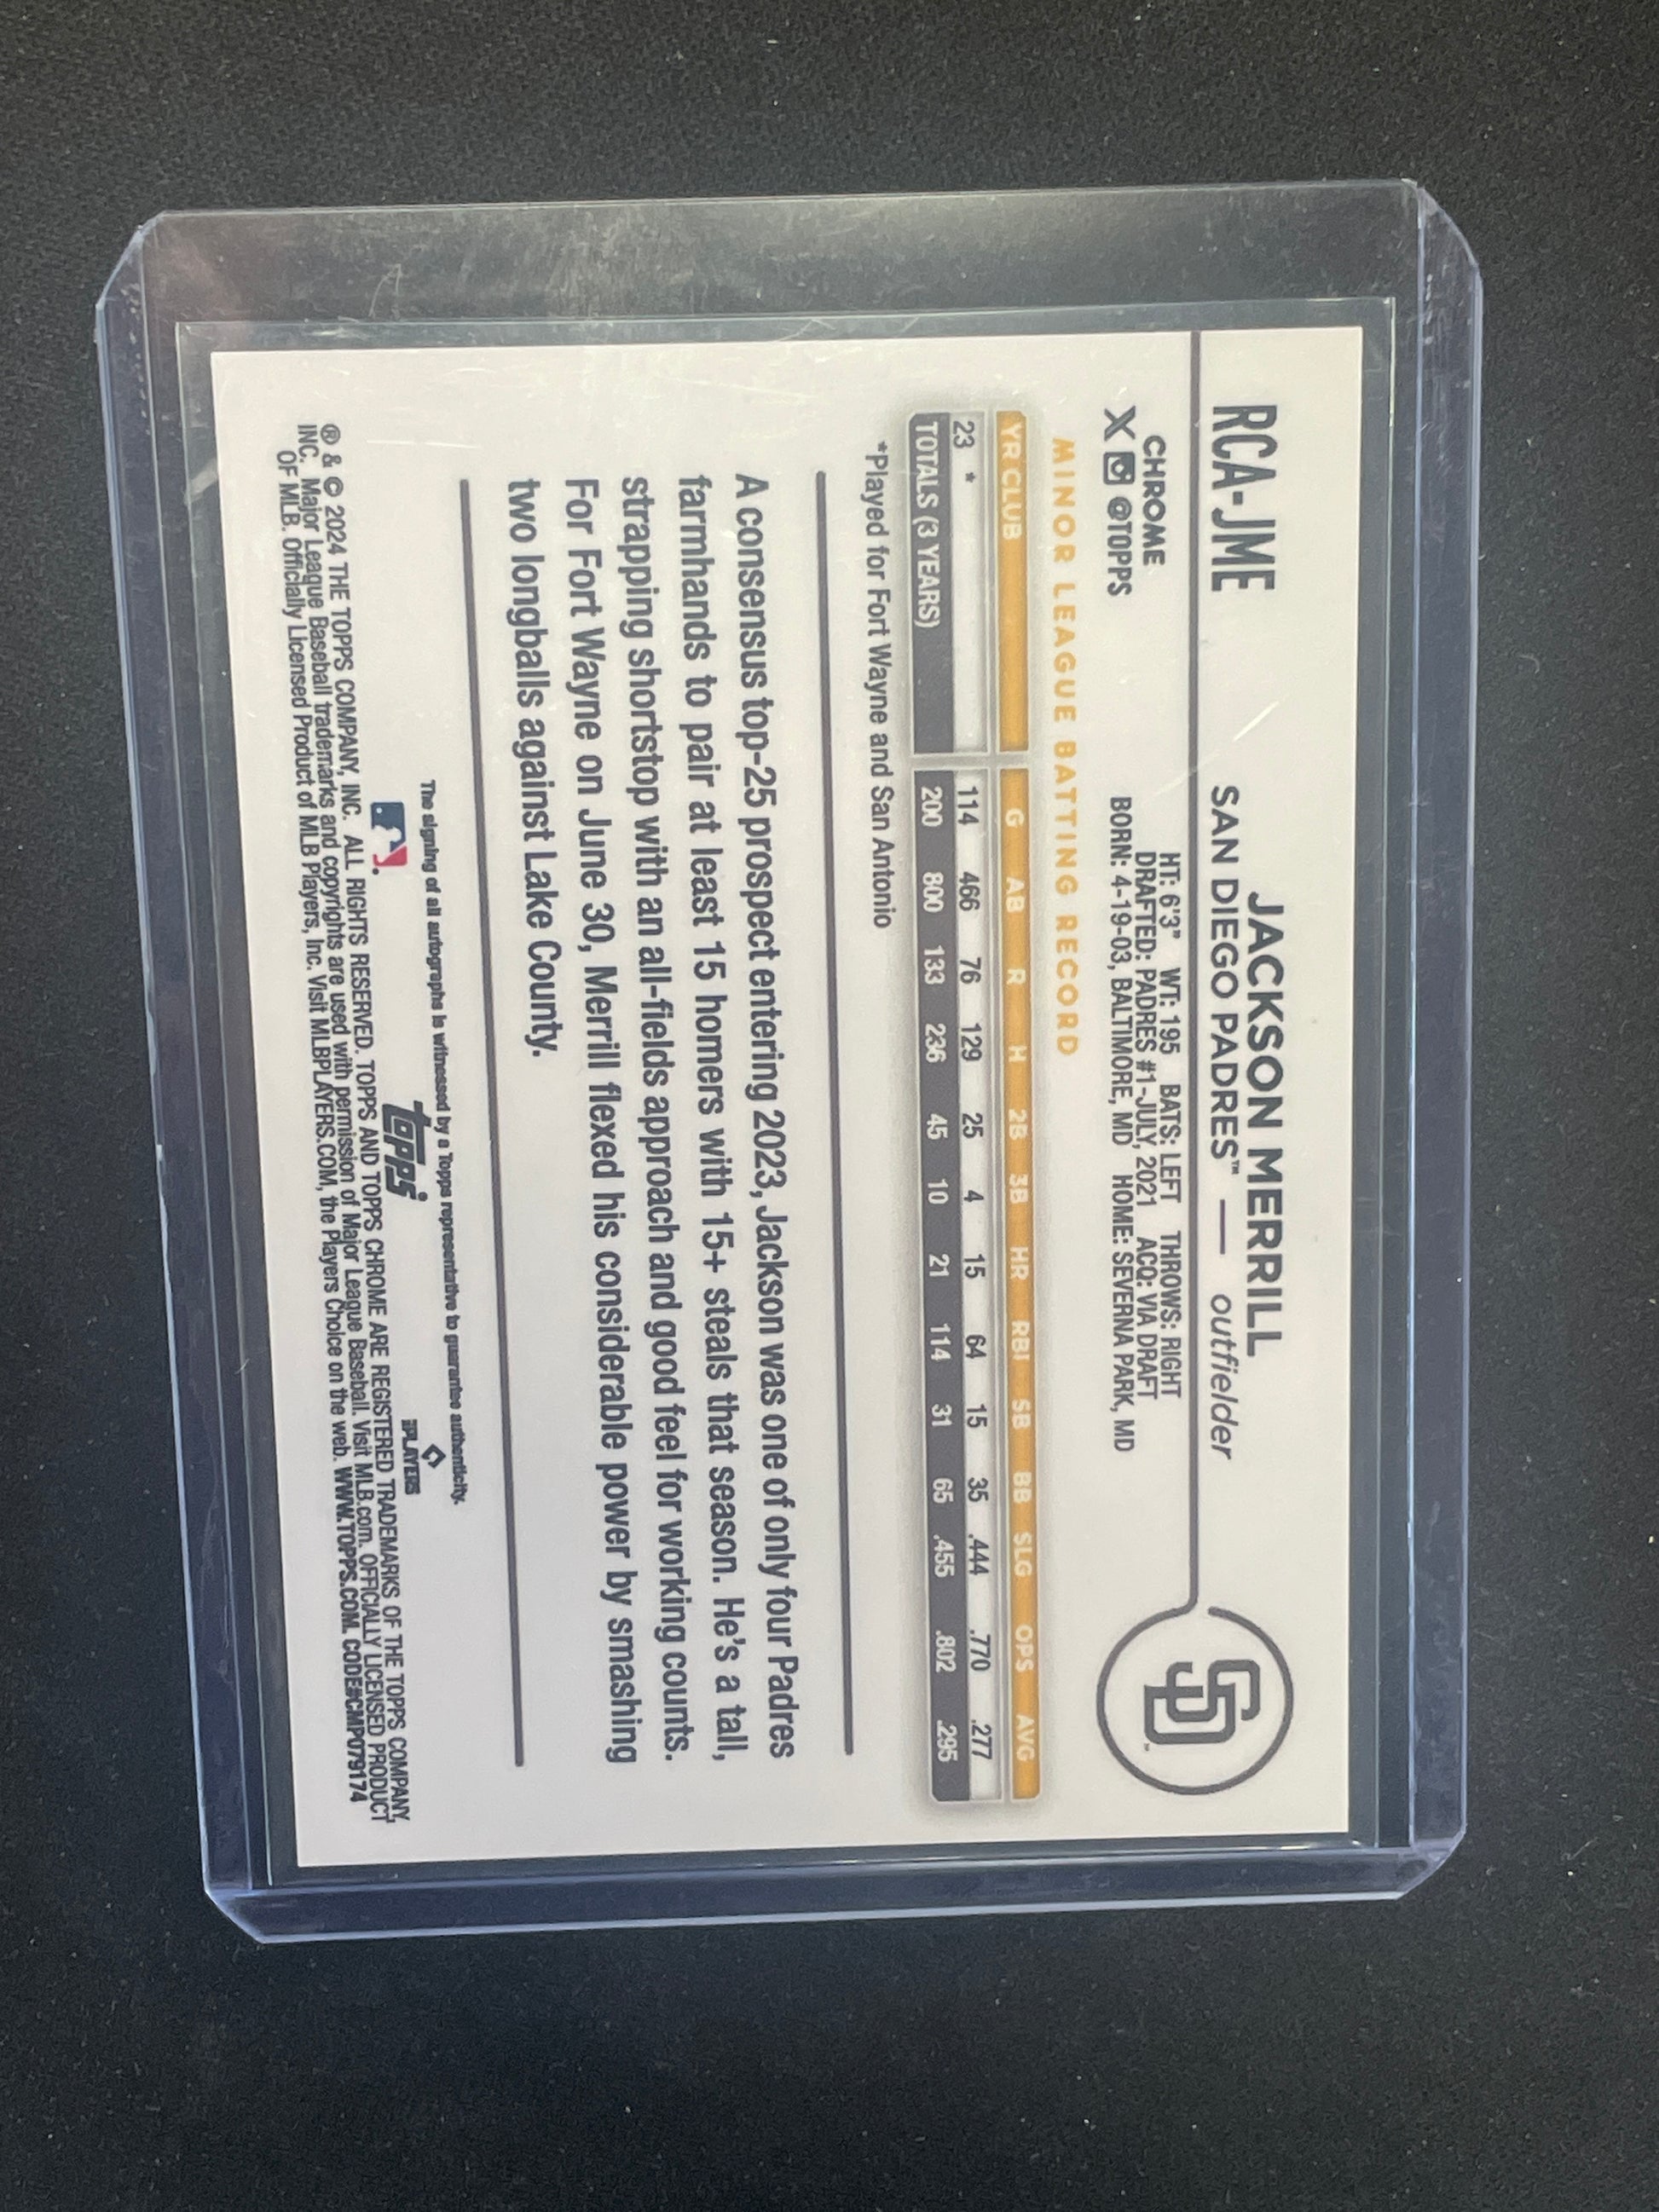 RCA-JME
JACKSON MERRILL
SAN DIEGO PADRES™ — outfielder
SD™
CHROME
X @TOPPS
HT: 6'3" WT: 195 BATS: LEFT THROWS: RIGHT
DRAFTED: PADRES #1-JULY, 2021 ACQ: VIA DRAFT
BORN: 4-19-03, BALTIMORE, MD HOME: SEVERNA PARK, MD
MINOR LEAGUE BATTING RECORD
YR CLUB G AB R H 2B 3B HR RBI SB BB SLG OPS AVG
23 * 114 466 76 129 25 4 15 64 15 35 .444 .770 .277
TOTALS (3 YEARS) 200 800 133 236 45 10 21 114 31 65 .455 .802 .295
*Played for Fort Wayne and San Antonio
A consensus top-25 prospect entering 2023, Jackson was one of only four Padres
farmhands to pair at least 15 homers with 15+ steals that season. He's a tall,
strapping shortstop with an all-fields approach and good feel for working counts.
For Fort Wayne on June 30, Merrill flexed his considerable power by smashing
two longballs against Lake County.
The signing of all autographs is witnessed by a Topps representative to guarantee authenticity.
topps
PLAYERS
® & © 2024 THE TOPPS COMPANY, INC. ALL RIGHTS RESERVED. TOPPS AND TOPPS CHROME ARE REGISTERED TRADEMARKS OF THE TOPPS COMPANY,
INC. Major League Baseball trademarks and copyrights are used with permission of Major League Baseball. Visit MLB.com. OFFICIALLY LICENSED PRODUCT
OF MLB. Officially Licensed Product of MLB Players, Inc. Visit MLBPLAYERS.COM, the Players Choice on the web. WWW.TOPPS.COM. CODE#CMP079174